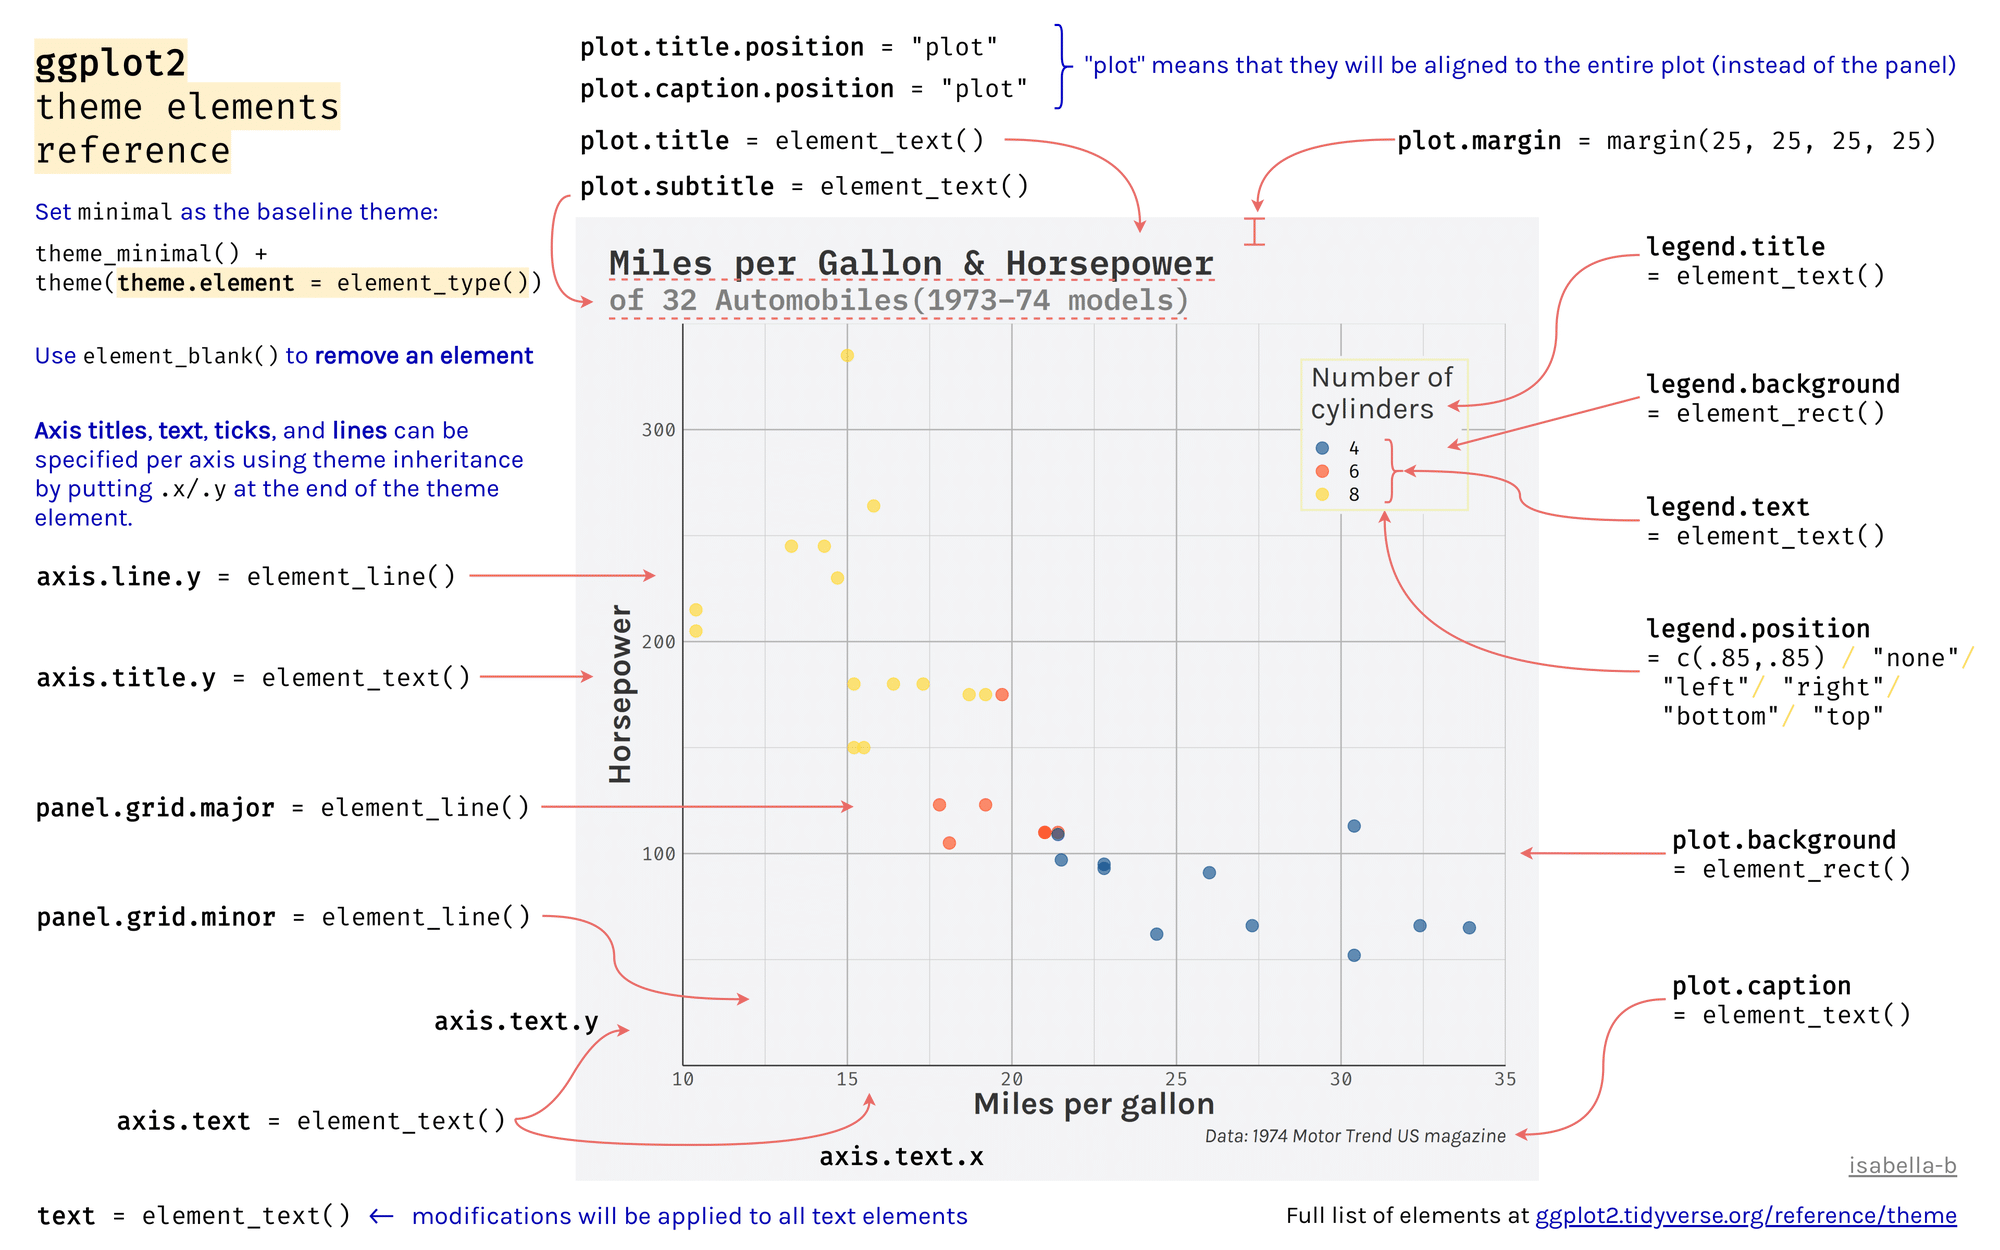 ggplot2
theme elements
reference
Set minimal as the baseline theme:
theme_minimal() +
theme(theme.element = element_type())
Use element_blank() to remove an element
Axis titles, text, ticks, and lines can be
specified per axis using theme inheritance
by putting .x/.y at the end of the theme
element.
axis.line.y = element_line()
axis.title.y = element_text()
panel.grid.major = element_line()
panel.grid.minor = element_line()
axis.text.y
axis.text = element_text()
axis.text.x
text = element_text() ← modifications will be applied to all text elements
plot.title.position = "plot"
plot.caption.position = "plot"
"plot" means that they will be aligned to the entire plot (instead of the panel)
plot.title = element_text()
plot.subtitle = element_text()
plot.margin = margin(25, 25, 25, 25)
Miles per Gallon & Horsepower
of 32 Automobiles(1973–74 models)
Number of
cylinders
4
6
8
Horsepower
300
200
100
10 15 20 25 30 35
Miles per gallon
Data: 1974 Motor Trend US magazine
legend.title
= element_text()
legend.background
= element_rect()
legend.text
= element_text()
legend.position
= c(.85,.85) / "none"/
"left"/ "right"/
"bottom"/ "top"
plot.background
= element_rect()
plot.caption
= element_text()
isabella-b
Full list of elements at ggplot2.tidyverse.org/reference/theme